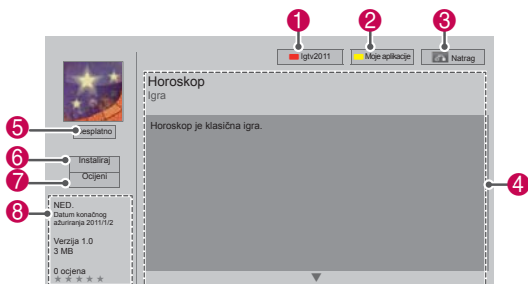 1
2
3
lgtv2011
Moje aplikacije
Natrag
Horoskop
Igra
Horoskop je klasična igra.
4
5
Besplatno
6
Instaliraj
7
Ocijeni
8
NED.
Datum konačnog
ažuriranja 2011/1/2
Verzija 1.0
3 MB
0 ocjena